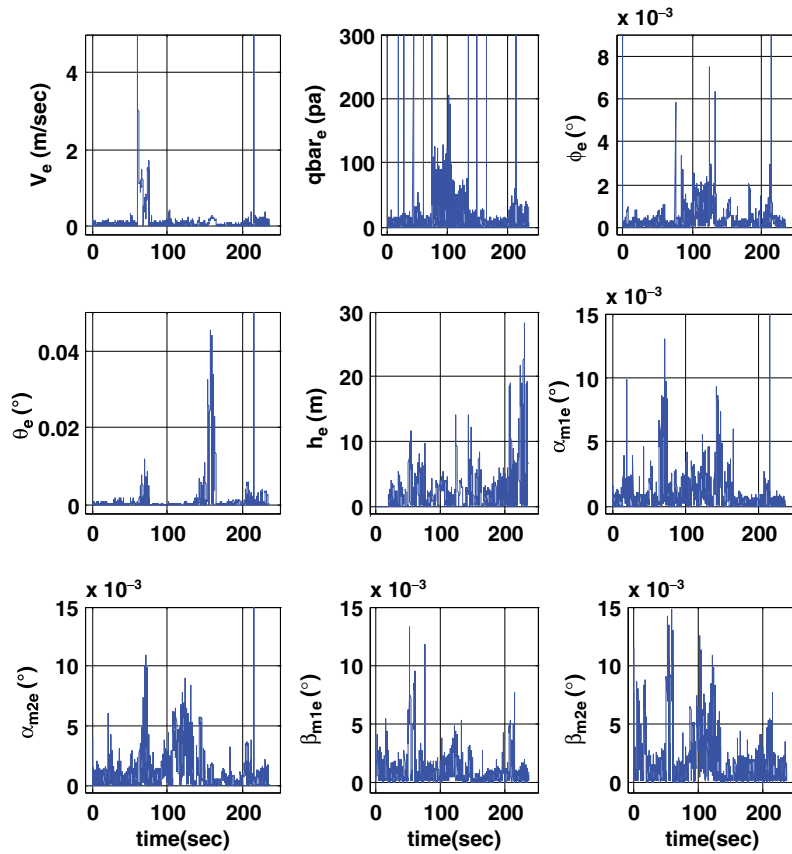 V_e (m/sec)
4
2
0
0 100 200
qbar_e (pa)
300
200
100
0
0 100 200
x 10⁻³
ϕ_e (°)
8
6
4
2
0
0 100 200
θ_e (°)
0.04
0.02
0
0 100 200
h_e (m)
30
20
10
0
0 100 200
x 10⁻³
α_m1e (°)
15
10
5
0
0 100 200
x 10⁻³
α_m2e (°)
15
10
5
0
0 100 200
time(sec)
x 10⁻³
β_m1e (°)
15
10
5
0
0 100 200
time(sec)
x 10⁻³
β_m2e (°)
15
10
5
0
0 100 200
time(sec)